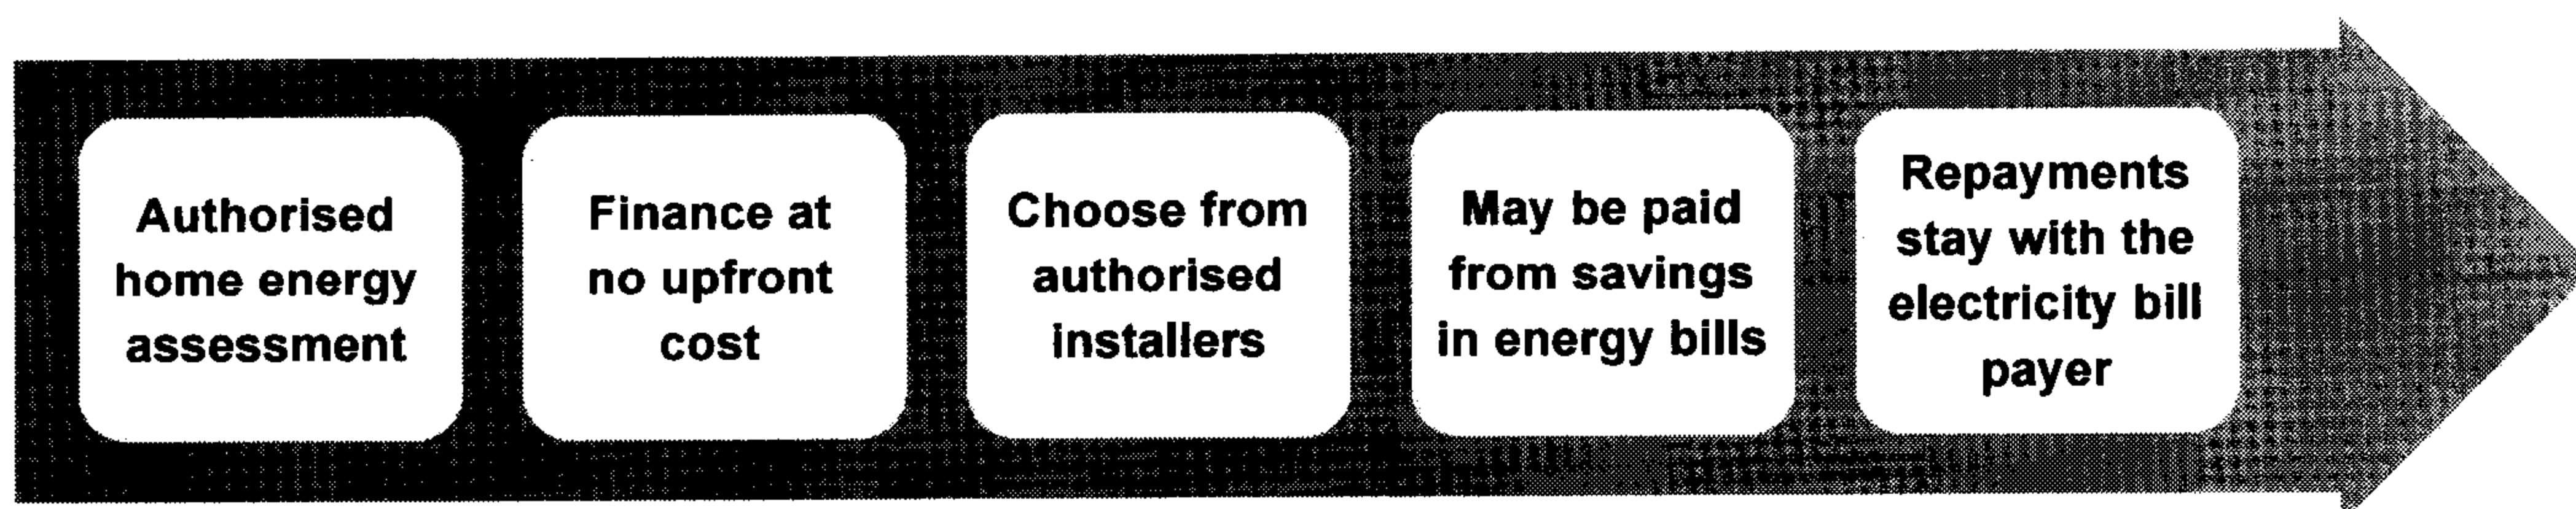 Authorised
home energy
assessment
Finance at
no upfront
cost
Choose from
authorised
installers
May be paid
from savings
in energy bills
Repayments
stay with the
electricity bill
payer